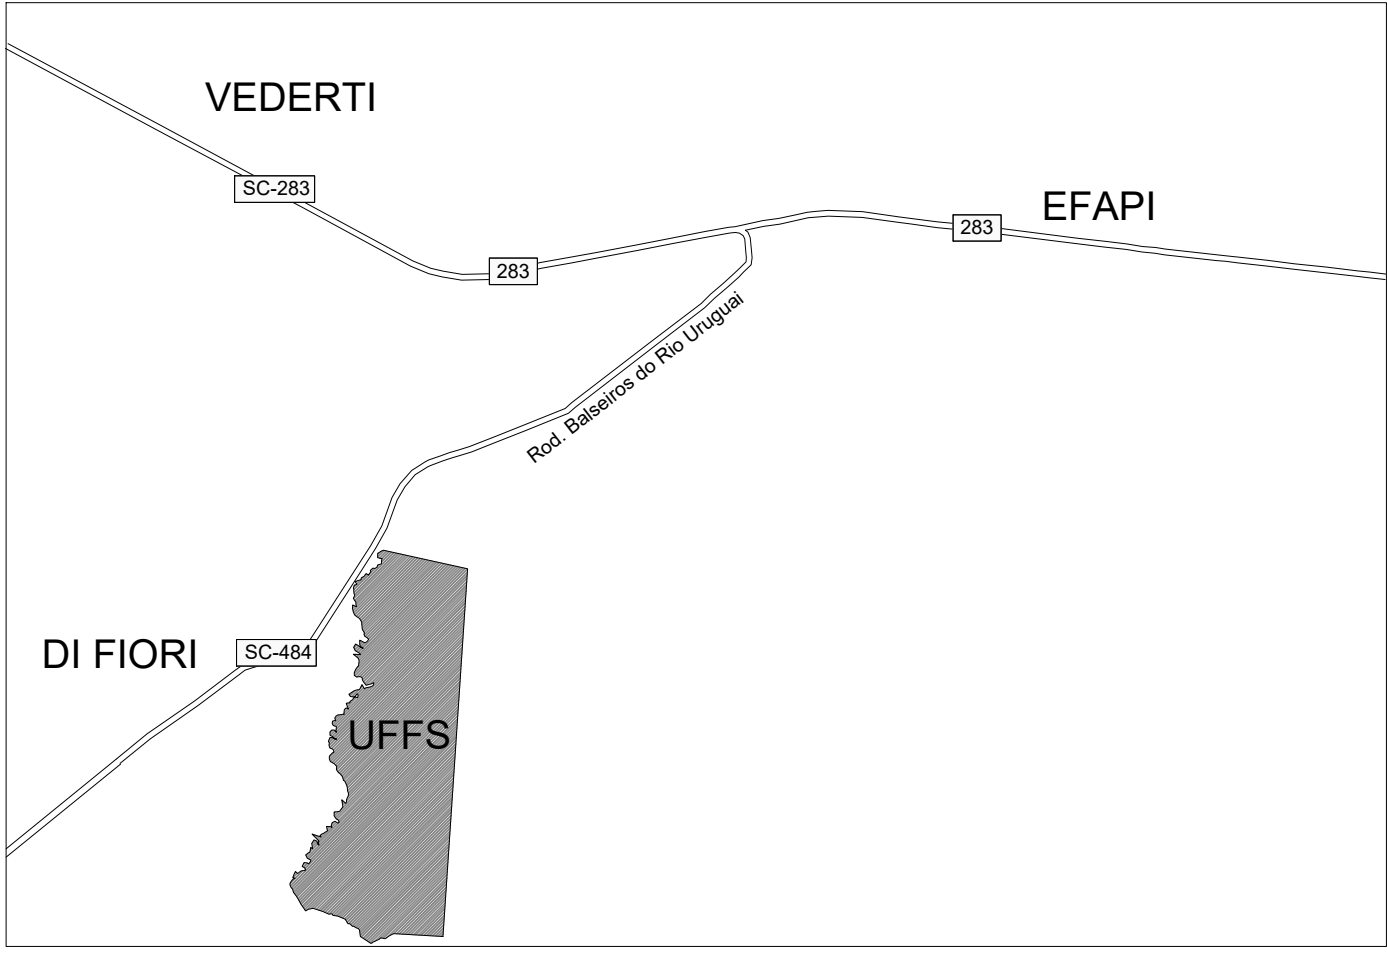 VEDERTI
SC-283
EFAPI
283
283
Rod. Balseiros do Rio Uruguai
DI FIORI
SC-484
UFFS